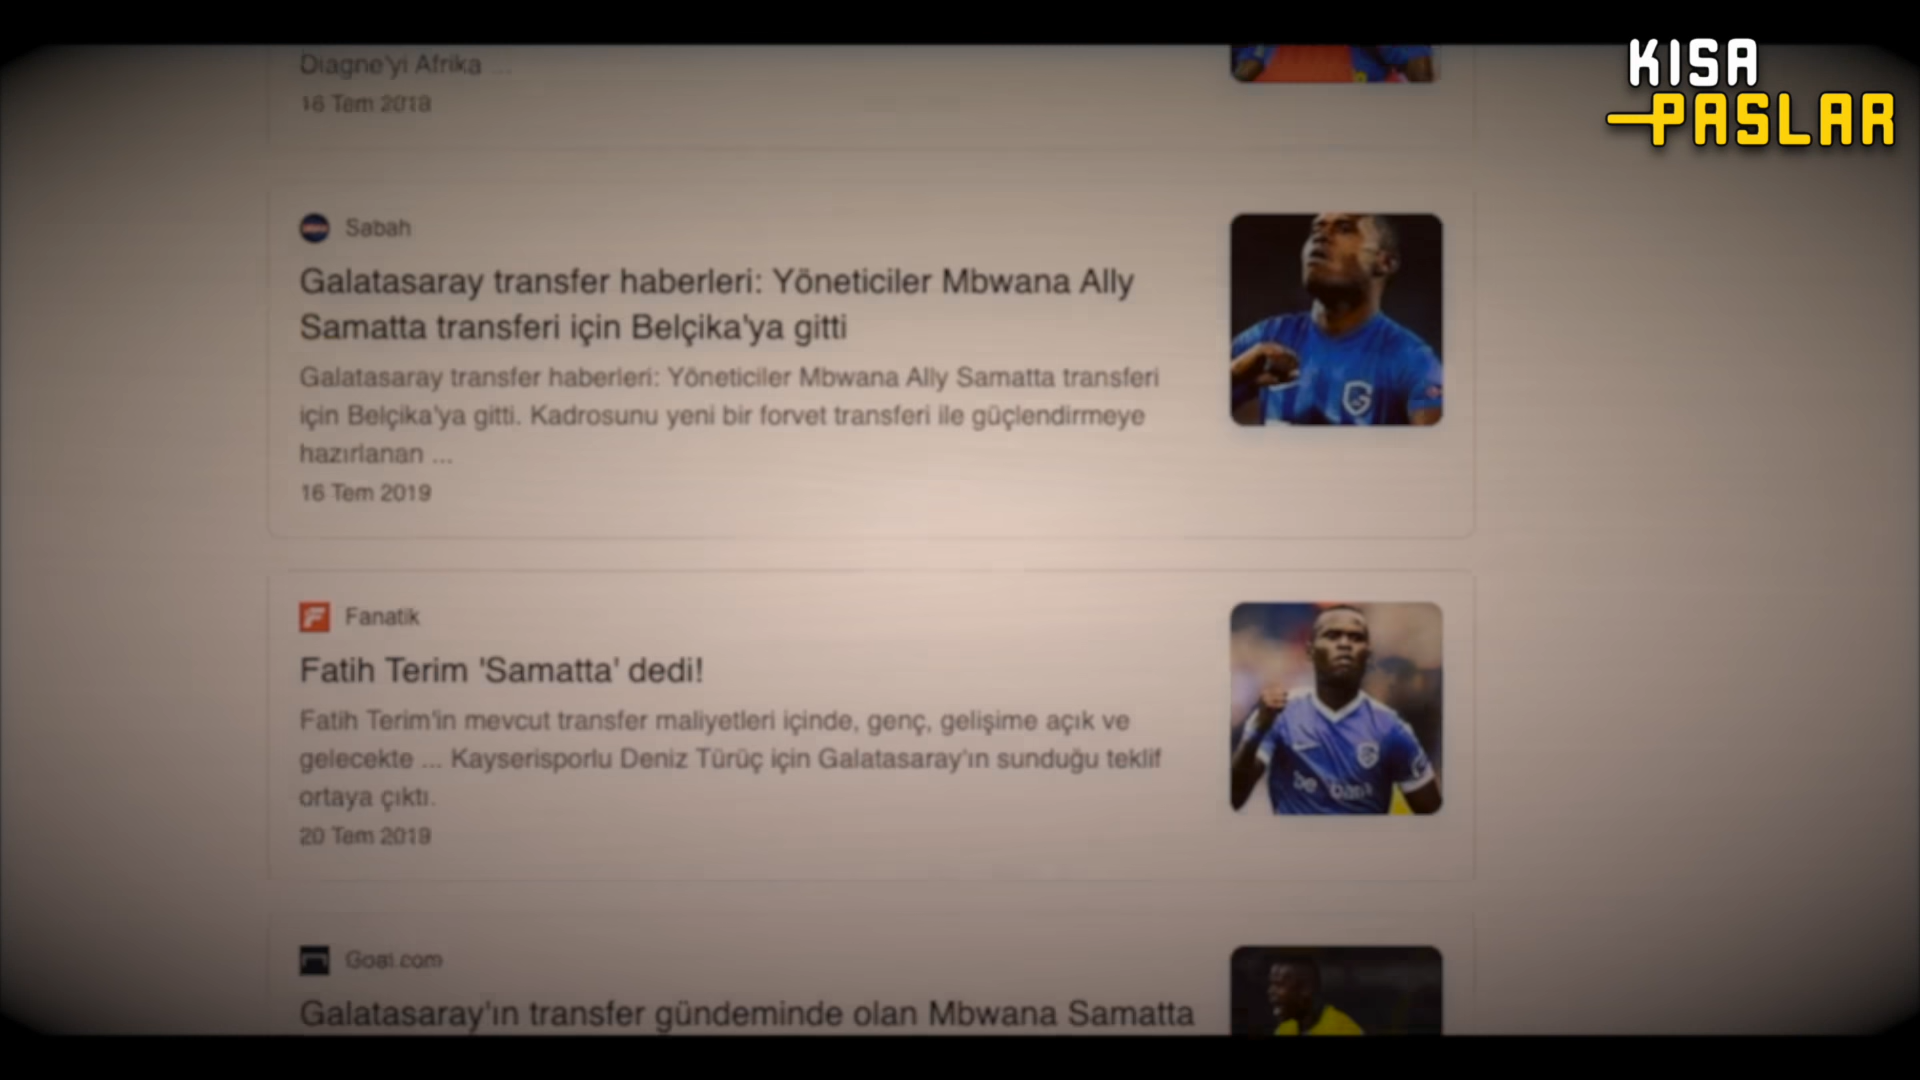 KISA
PASLAR
Diagne'yi Afrika ...
16 Tem 2019
Sabah
Galatasaray transfer haberleri: Yöneticiler Mbwana Ally
Samatta transferi için Belçika'ya gitti
Galatasaray transfer haberleri: Yöneticiler Mbwana Ally Samatta transferi
için Belçika'ya gitti. Kadrosunu yeni bir forvet transferi ile güçlendirmeye
hazırlanan ...
16 Tem 2019
Fanatik
Fatih Terim 'Samatta' dedi!
Fatih Terim'in mevcut transfer maliyetleri içinde, genç, gelişime açık ve
gelecekte ... Kayserisporlu Deniz Türüç için Galatasaray'ın sunduğu teklif
ortaya çıktı.
20 Tem 2019
Goal.com
Galatasaray'ın transfer gündeminde olan Mbwana Samatta